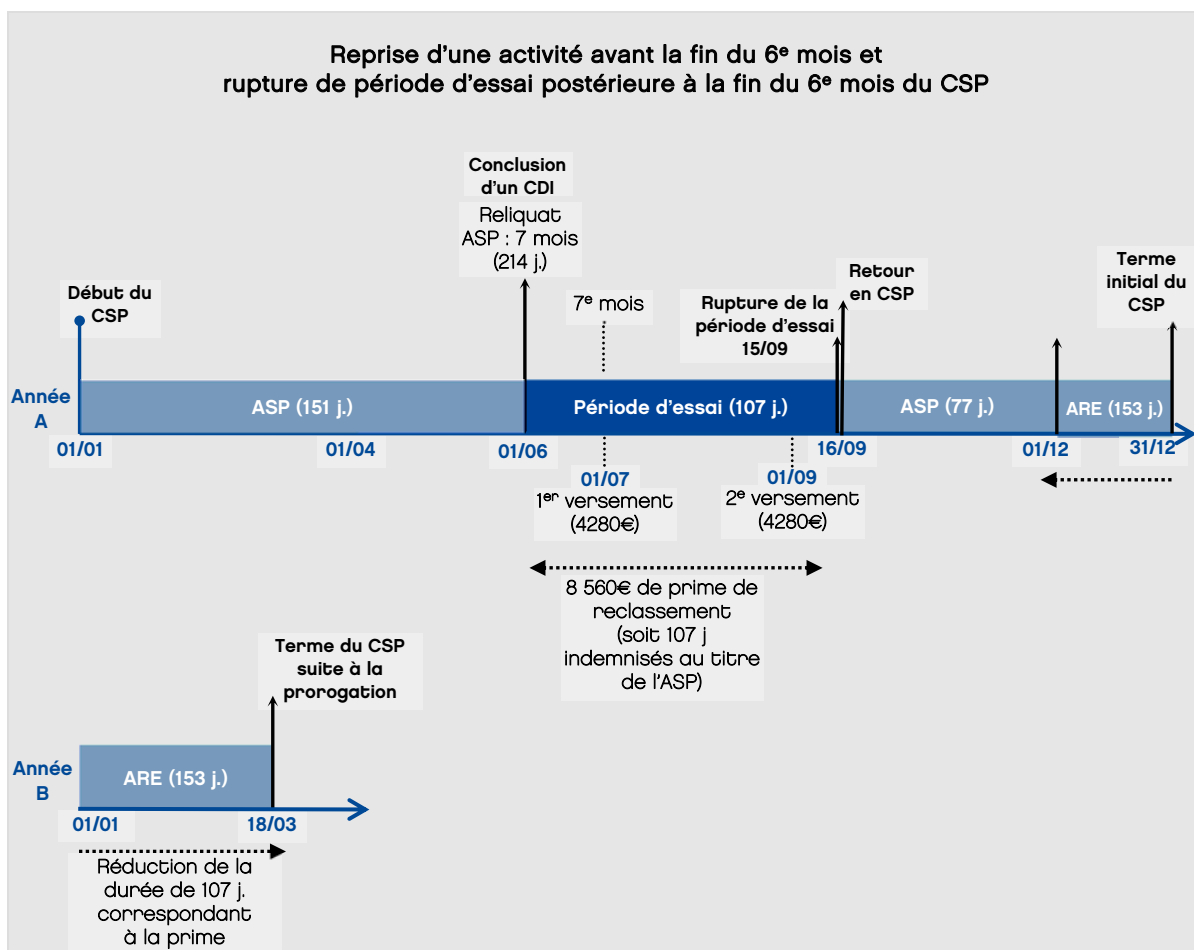 Reprise d'une activité avant la fin du 6e mois et
rupture de période d'essai postérieure à la fin du 6e mois du CSP
Conclusion
d'un CDI
Reliquat
ASP : 7 mois
(214 j.)
Début du
CSP
7e mois
Rupture de la
période d'essai
15/09
Retour
en CSP
Terme
initial du
CSP
Année
A
ASP (151 j.)
Période d'essai (107 j.)
ASP (77 j.)
ARE (153 j.)
01/01
01/04
01/06
16/09
01/12
31/12
01/07
1er versement
(4280€)
01/09
2e versement
(4280€)
8 560€ de prime de
reclassement
(soit 107 j
indemnisés au titre
de l'ASP)
Terme du CSP
suite à la
prorogation
Année
B
ARE (153 j.)
01/01
18/03
Réduction de la
durée de 107 j.
correspondant
à la prime